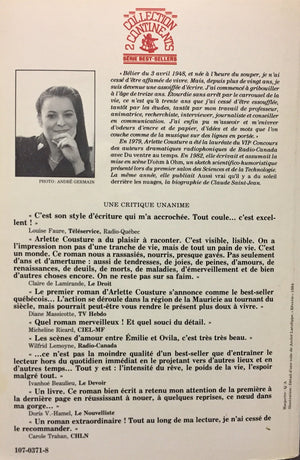 COLLECTION
2 CONTINENTS
SÉRIE BEST-SELLERS
« Bélier du 3 avril 1948, et née à l'heure du souper, je n'ai
cessé d'être affamée de vivre. Mais, depuis plus de vingt ans, je
suis devenue assoiffée d'écrire. J'ai commencé à gribouiller
à l'âge de treize ans. Étourdie sans arrêt par le carrousel de la
vie, ce n'est qu'à trente ans que j'ai cessé d'être essoufflée,
tantôt par les études, tantôt par mon travail de professeur,
animatrice, recherchiste, interviewer, journaliste et conseiller
en communication. J'ai enfin pu m'asseoir et m'enivrer
d'odeurs d'encre et de papier, d'idées et de mots que l'on
couche comme de la musique sur des lignes en portée. »
En 1979, Arlette Cousture a été lauréate du VIP Concours
des auteurs dramatiques radiophoniques de Radio-Canada
avec Du ventre au temps. En 1982, elle écrivait et assumait la
mise en scène D'eban à Ohm, un sketch scientifico-humoristique
présenté lors du premier salon des Sciences et de la Technologie.
La même année, elle publiait Aussi vrai qu'il y a du soleil
derrière les nuages, la biographie de Claude Saint-Jean.
PHOTO : ANDRÉ GERMAIN
UNE CRITIQUE UNANIME
« C'est son style d'écriture qui m'a accrochée. Tout coule... c'est excel-
lent ! »
Louise Faure, Téléservice, Radio-Québec
« Arlette Cousture a du plaisir à raconter. C'est visible, lisible. On a
l'impression non pas d'une tranche de vie, mais de tout un pain de vie. C'est
un monde. Ce roman nous a rassasiés, nourris, presque gavés. Pas seulement
d'ans et d'amertume : aussi de tendresses, de joies, de peines, d'amours, de
renaissances, de deuils, de morts, de maladies, d'émerveillement et de bien
d'autres choses encore. On ne reste pas sur sa faim. »
Claire de Lamirande, Le Droit
« Le premier roman d'Arlette Cousture s'annonce comme le best-seller
québécois... L'action se déroule dans la région de la Mauricie au tournant du
siècle, mais pourrait peut-être vous rendre le présent plus doux à vivre. »
Diane Massicotte, TV Hebdo
« Quel roman merveilleux ! Et quel souci du détail. »
Micheline Ricard, CIEL-MF
« Les scènes d'amour entre Émilie et Ovila, c'est très très beau. »
Wilfrid Lemoyne, Radio-Canada
« ...ce n'est pas la moindre qualité d'un best-seller que d'entraîner le
lecteur hors du quotidien immédiat en le projetant vers d'autres lieux et en
d'autres temps... Tout y est : l'intensité du rêve, le poids de la vie, l'espoir
malgré tout. »
Ivanhoé Beaulieu, Le Devoir
« Un livre. Ce roman bien écrit a retenu mon attention de la première à
la dernière page en réussissant à nouer, à quelques reprises, ce nœud dans
ma gorge... »
Doris V.-Hamel, Le Nouvelliste
« Un roman extraordinaire ! Tout au long de ma lecture, je n'ai cessé de
le recommander. »
Carole Trahan, CHLN
107-0371-8